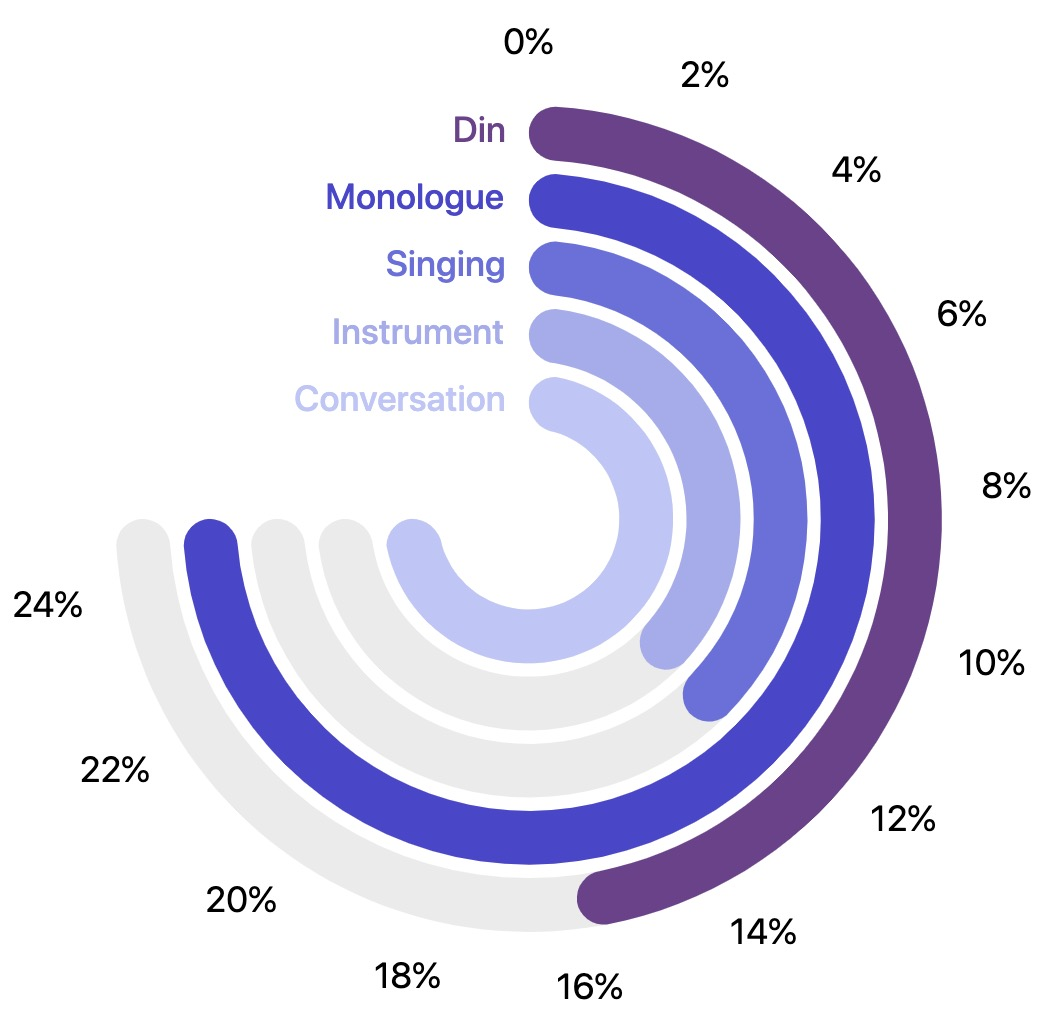 0%
2%
Din
4%
Monologue
Singing
6%
Instrument
Conversation
8%
24%
10%
22%
12%
20%
14%
18%
16%